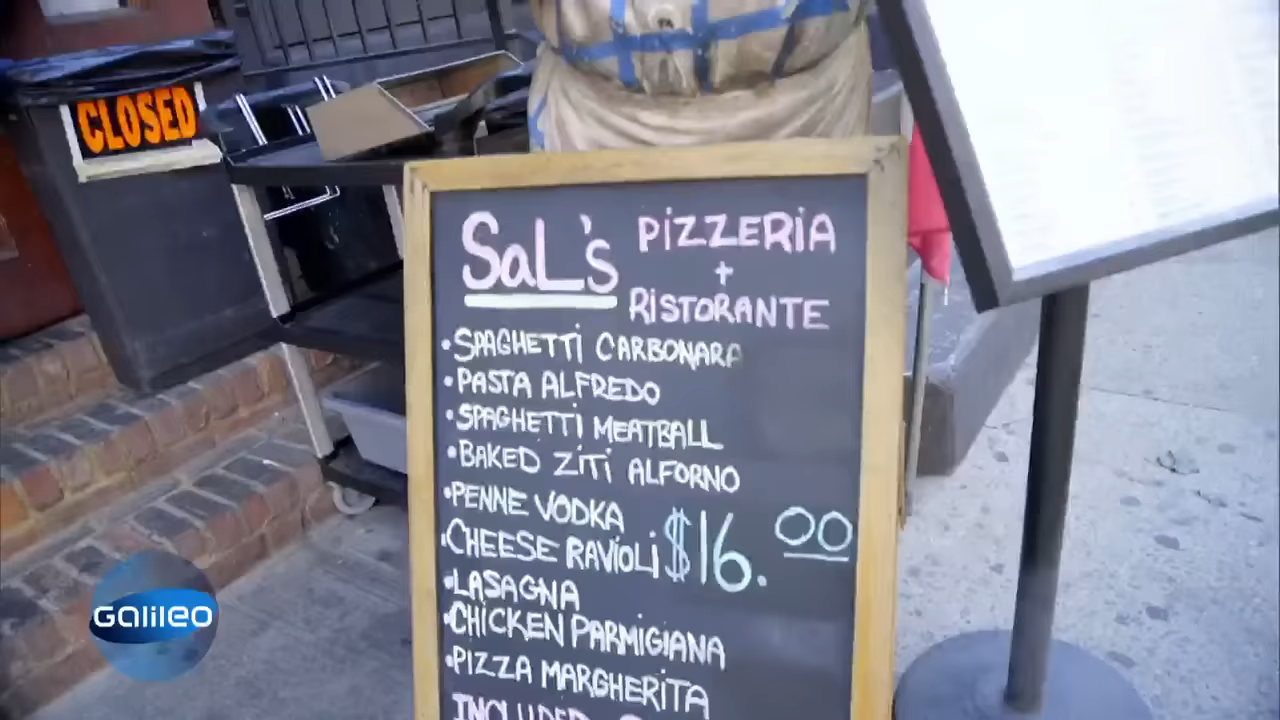 CLOSED
SaL's PiZZERiA
+
RiSTORANTE
•SPAGHETTi CARBONARA
•PASTA ALFREDO
•SPAGHETTi MEATBALL
•BAKED ZiTi ALFORNO
•PENNE VODKA
•CHEESE RAViOLi $16.00
•LASAGNA
•CHiCKEN PARMiGiANA
•PiZZA MARGHERiTA
INCLUDED
Galileo